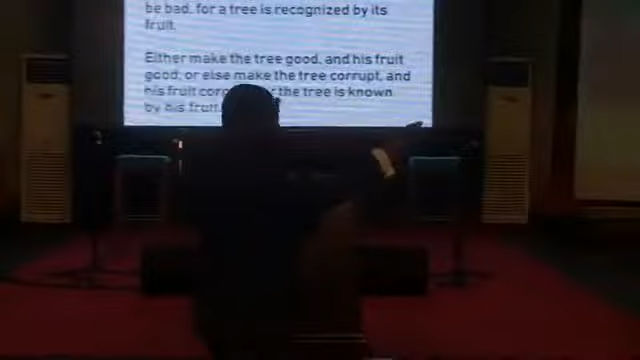 be bad, for a tree is recognized by its
fruit.
Either make the tree good, and his fruit
good; or else make the tree corrupt, and
his fruit the tree is known
by his fruit